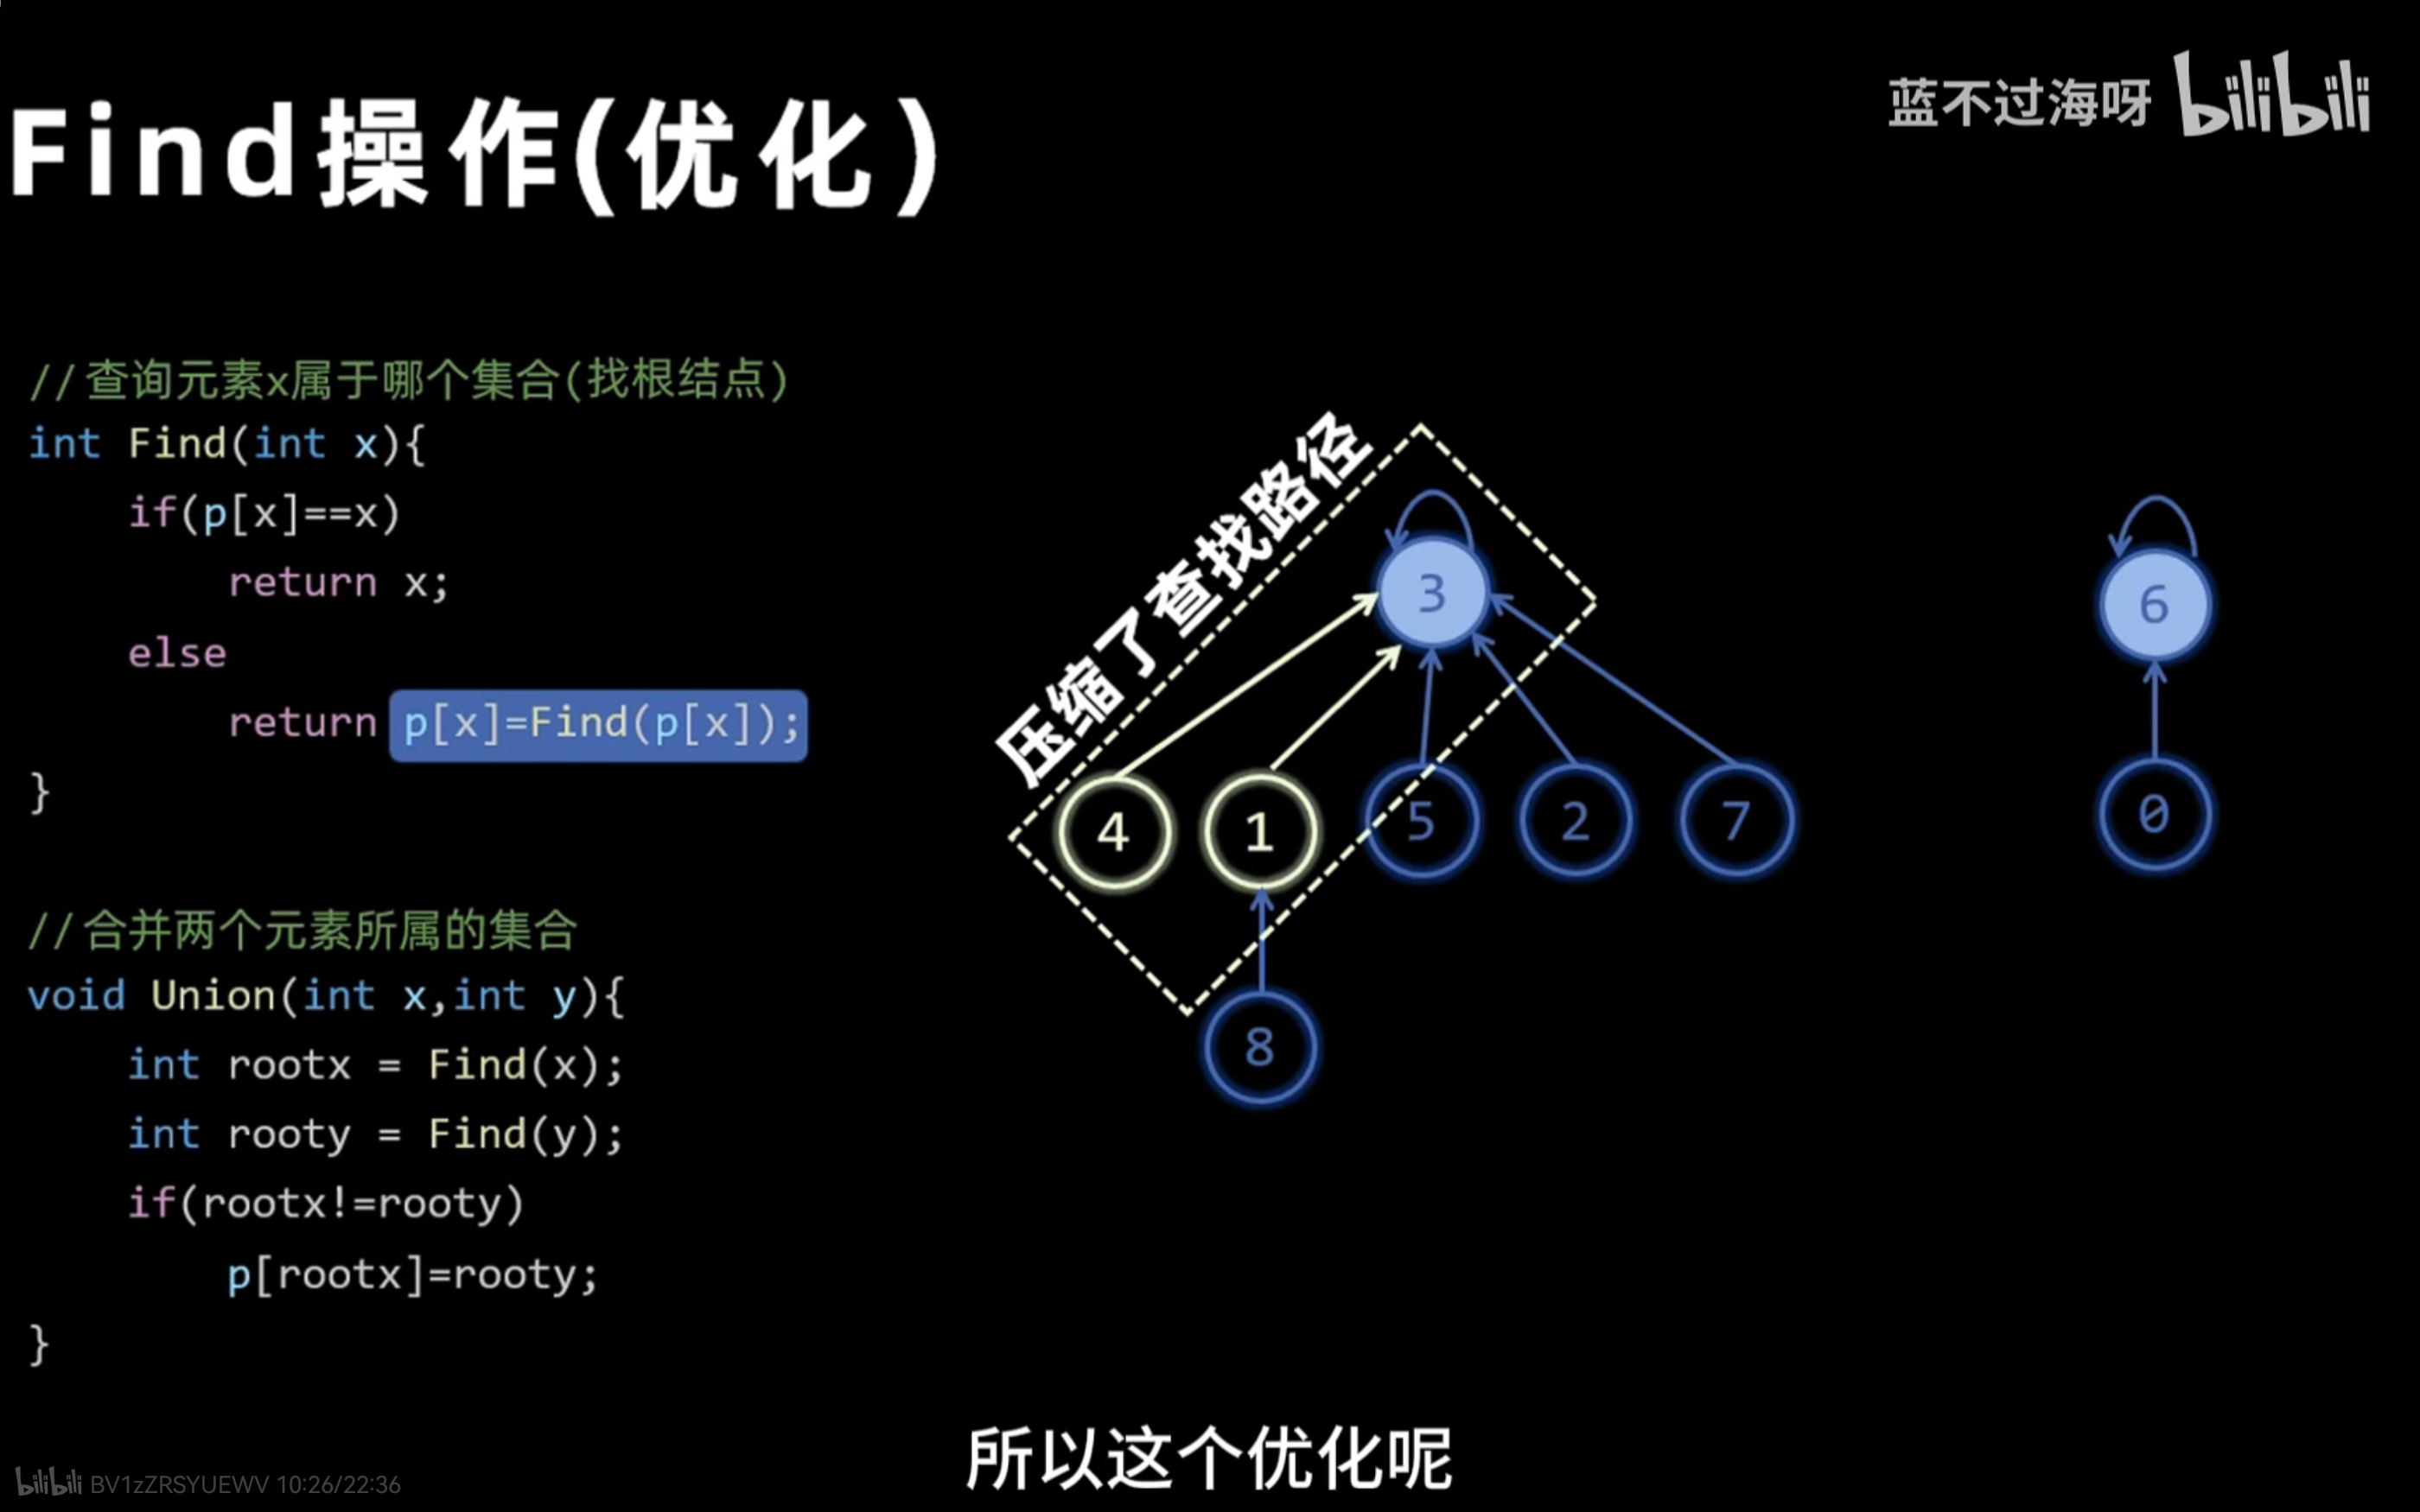 蓝不过海呀 bilibili
Find操作(优化)
//查询元素x属于哪个集合(找根结点)
int Find(int x){
if(p[x]==x)
return x;
else
return p[x]=Find(p[x]);
}
//合并两个元素所属的集合
void Union(int x,int y){
int rootx = Find(x);
int rooty = Find(y);
if(rootx!=rooty)
p[rootx]=rooty;
}
压缩了查找路径
3
6
4 1 5 2 7
0
8
所以这个优化呢
bilibili BV1zZRSYUEWV 10:26/22:36